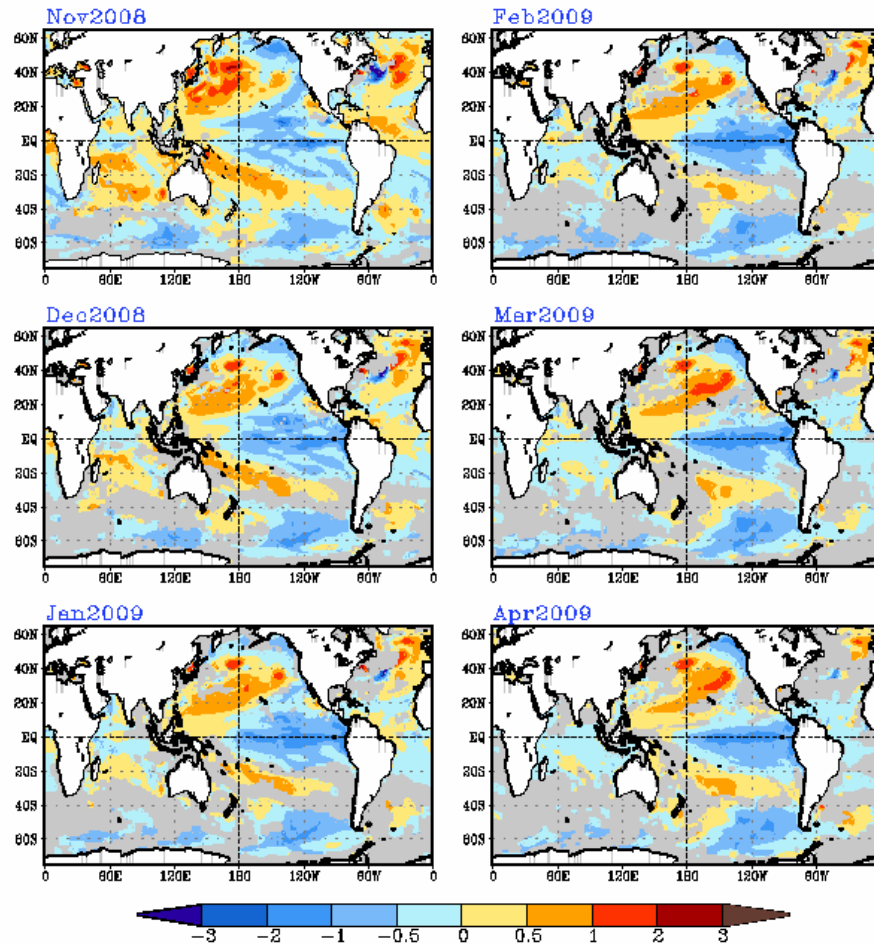 Nov2008
60N
40N
20N
EQ
20S
40S
60S
0 60E 120E 180 120W 60W 0
Feb2009
60N
40N
20N
EQ
20S
40S
60S
0 60E 120E 180 120W 60W
Dec2008
60N
40N
20N
EQ
20S
40S
60S
0 60E 120E 180 120W 60W 0
Mar2009
60N
40N
20N
EQ
20S
40S
60S
0 60E 120E 180 120W 60W
Jan2009
60N
40N
20N
EQ
20S
40S
60S
0 60E 120E 180 120W 60W 0
Apr2009
60N
40N
20N
EQ
20S
40S
60S
0 60E 120E 180 120W 60W
-3 -2 -1 -0.5 0 0.5 1 2 3